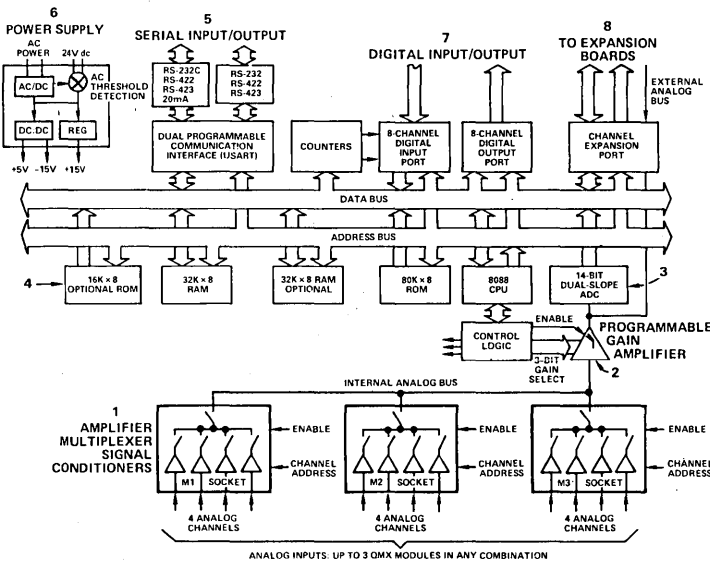 6
POWER SUPPLY
AC
POWER
24V dc
AC/DC
AC
THRESHOLD
DETECTION
DC:DC
REG
+5V -15V +15V
5
SERIAL INPUT/OUTPUT
RS-232C
RS-422
RS-423
20mA
RS-232
RS-422
RS-423
DUAL PROGRAMMABLE
COMMUNICATION
INTERFACE (USART)
7
DIGITAL INPUT/OUTPUT
COUNTERS
8-CHANNEL
DIGITAL
INPUT
PORT
8-CHANNEL
DIGITAL
OUTPUT
PORT
8
TO EXPANSION
BOARDS
EXTERNAL
ANALOG
BUS
CHANNEL
EXPANSION
PORT
DATA BUS
ADDRESS BUS
4
16K × 8
OPTIONAL ROM
32K × 8
RAM
32K × 8 RAM
OPTIONAL
80K × 8
ROM
8088
CPU
14-BIT
DUAL-SLOPE
ADC
3
CONTROL
LOGIC
ENABLE
3-BIT
GAIN
SELECT
PROGRAMMABLE
GAIN
AMPLIFIER
2
INTERNAL ANALOG BUS
1
AMPLIFIER
MULTIPLEXER
SIGNAL
CONDITIONERS
M1 SOCKET
ENABLE
CHANNEL
ADDRESS
4 ANALOG
CHANNELS
M2 SOCKET
ENABLE
CHANNEL
ADDRESS
4 ANALOG
CHANNELS
M3 SOCKET
ENABLE
CHANNEL
ADDRESS
4 ANALOG
CHANNELS
ANALOG INPUTS: UP TO 3 QMX MODULES IN ANY COMBINATION